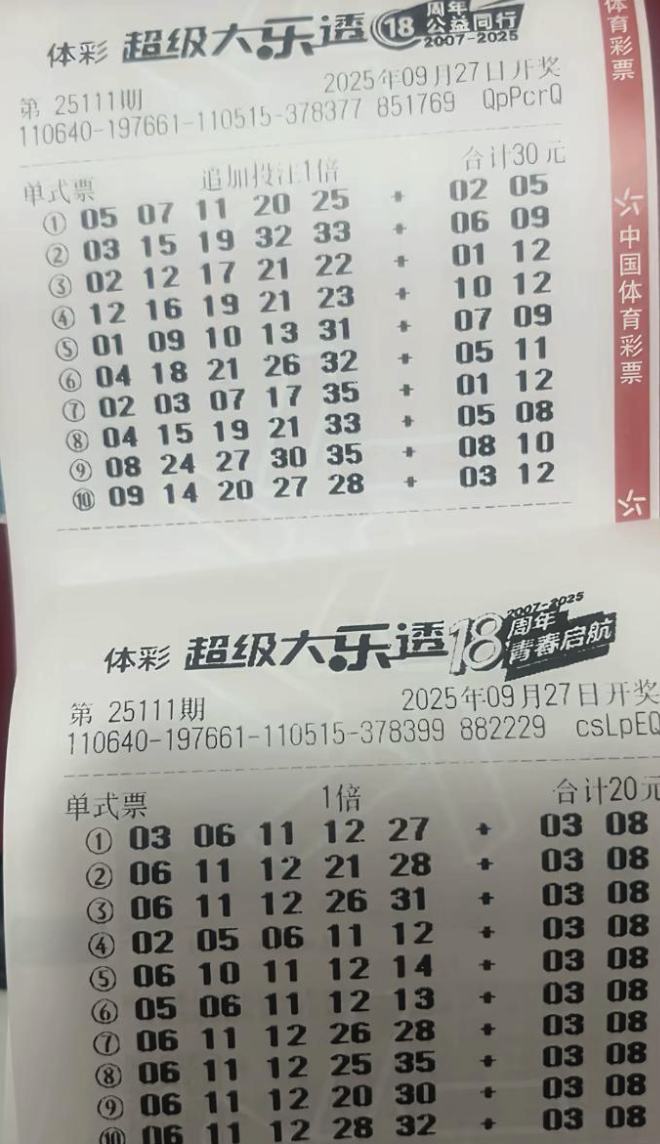 体彩 超级大乐透 18 周年 公益同行 2007-2025
第 25111期 2025年09月27日开奖
110640-197661-110515-378377 851769 QpPcrQ
单式票 追加投注1倍 合计30元
① 05 07 11 20 25 + 02 05
② 03 15 19 32 33 + 06 09
③ 02 12 17 21 22 + 01 12
④ 12 16 19 21 23 + 10 12
⑤ 01 09 10 13 31 + 07 09
⑥ 04 18 21 26 32 + 05 11
⑦ 02 03 07 17 35 + 01 12
⑧ 04 15 19 21 33 + 05 08
⑨ 08 24 27 30 35 + 08 10
⑩ 09 14 20 27 28 + 03 12
体育彩票
中国体育彩票
体彩 超级大乐透 18 周年 2007-2025 青春启航
第 25111期 2025年09月27日开奖
110640-197661-110515-378399 882229 csLpEQ
单式票 1倍 合计20元
① 03 06 11 12 27 + 03 08
② 06 11 12 21 28 + 03 08
③ 06 11 12 26 31 + 03 08
④ 02 05 06 11 12 + 03 08
⑤ 06 10 11 12 14 + 03 08
⑥ 05 06 11 12 13 + 03 08
⑦ 06 11 12 26 28 + 03 08
⑧ 06 11 12 25 35 + 03 08
⑨ 06 11 12 20 30 + 03 08
⑩ 06 11 12 28 32 + 03 08